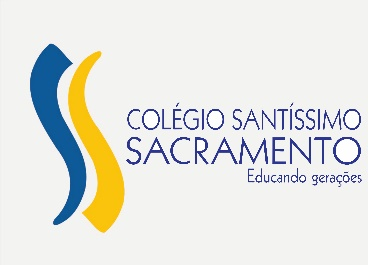 COLÉGIO SANTÍSSIMO
SACRAMENTO
Educando gerações